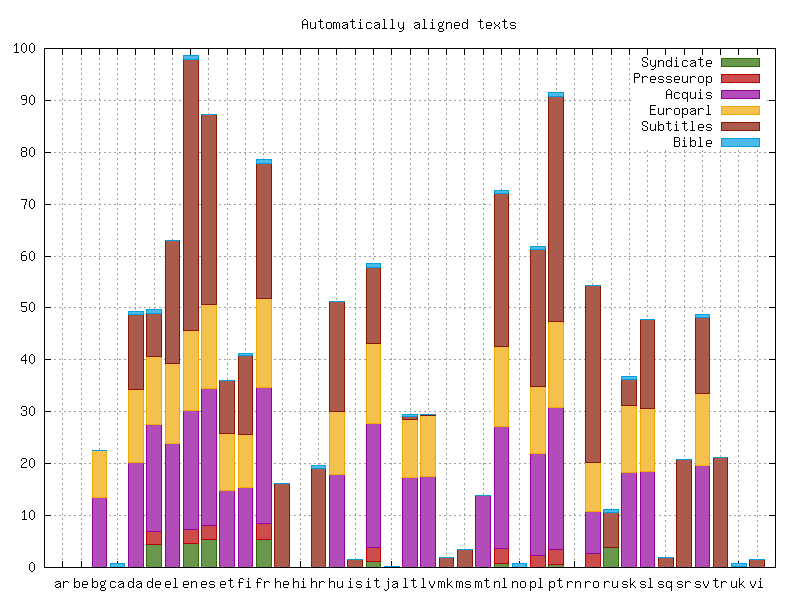 Automatically aligned texts
100
90
80
70
60
50
40
30
20
10
0
Syndicate
Presseurop
Acquis
Europarl
Subtitles
Bible
ar be bg ca da de el en es et fi fr he hi hr hu is it ja lt lv mk ms mt nl no pl pt rn ro ru sk sl sq sr sv tr uk vi